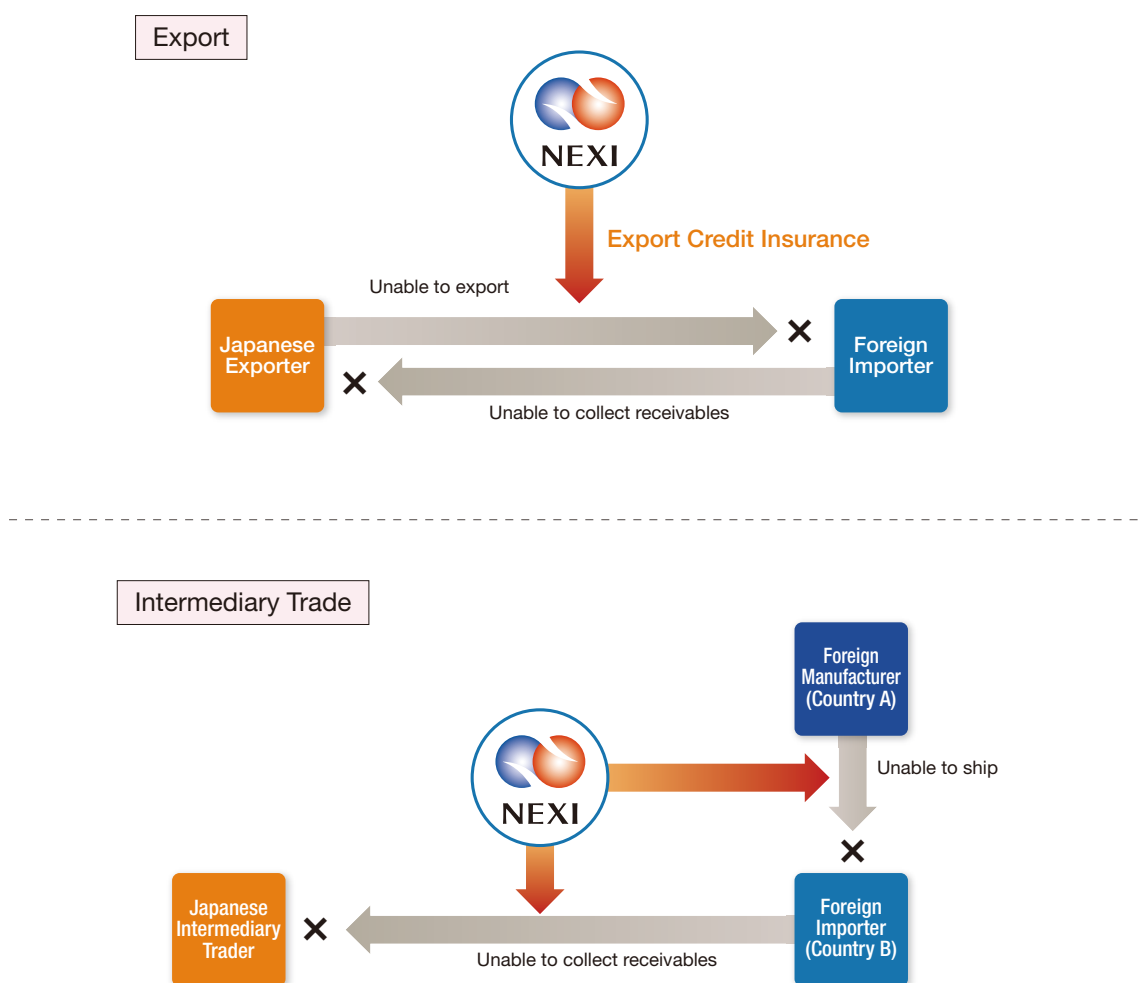 Export
NEXI
Export Credit Insurance
Unable to export
Japanese
Exporter
Foreign
Importer
Unable to collect receivables
Intermediary Trade
Foreign
Manufacturer
(Country A)
NEXI
Unable to ship
Japanese
Intermediary
Trader
Foreign
Importer
(Country B)
Unable to collect receivables